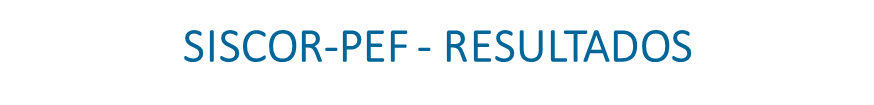 SISCOR-PEF - RESULTADOS